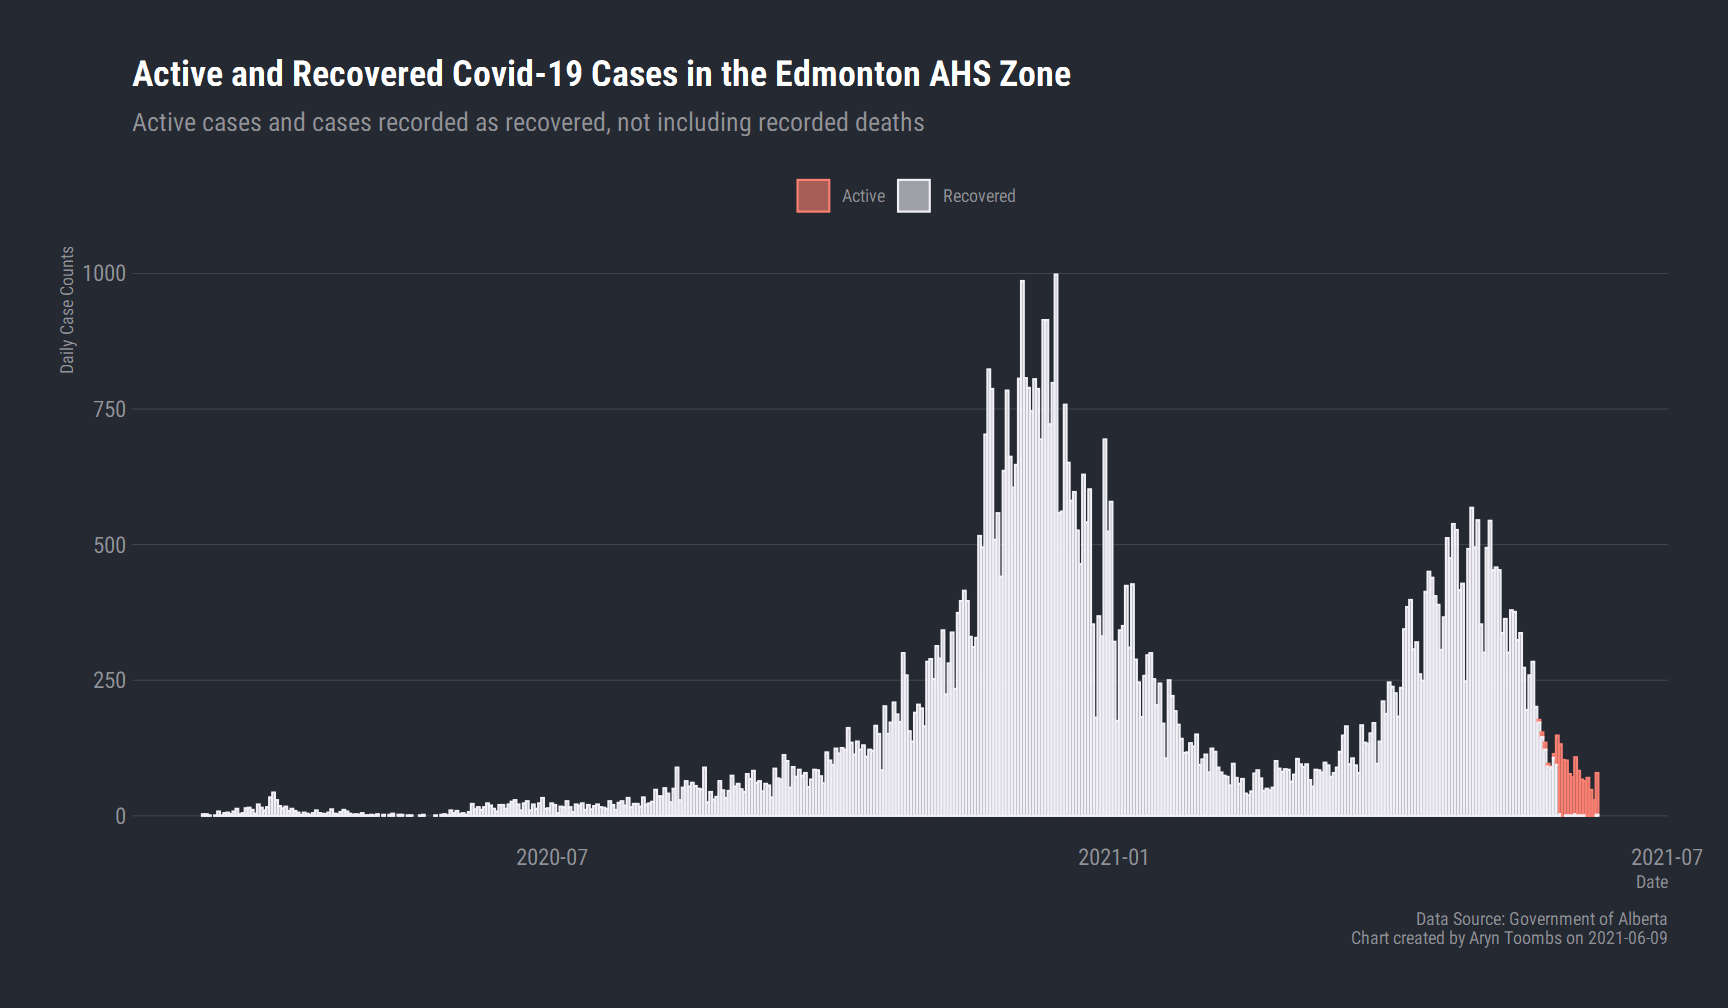 Active and Recovered Covid-19 Cases in the Edmonton AHS Zone
Active cases and cases recorded as recovered, not including recorded deaths
Active
Recovered
Daily Case Counts
1000
750
500
250
0
2020-07
2021-01
2021-07
Date
Data Source: Government of Alberta
Chart created by Aryn Toombs on 2021-06-09